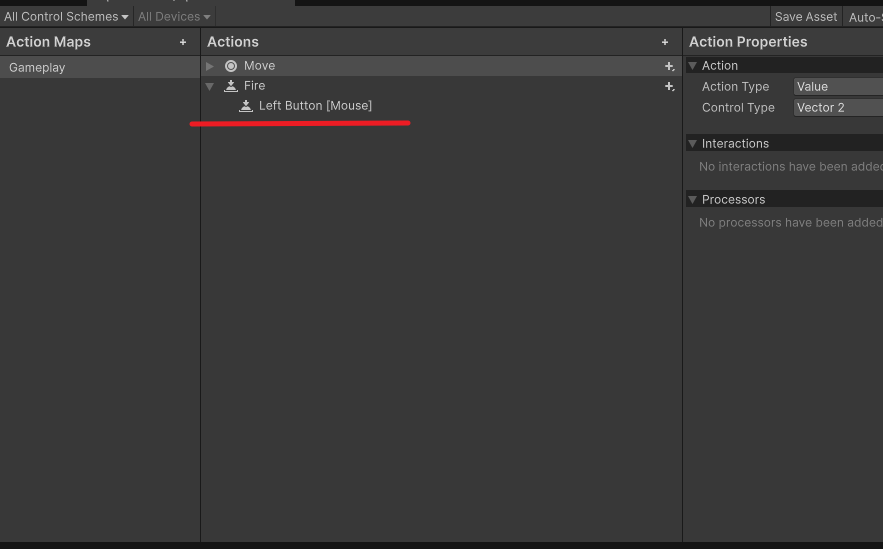 All Control Schemes All Devices Save Asset Auto-S
Action Maps + Actions + Action Properties
Gameplay
Move
Fire
Left Button [Mouse]
Action
Action Type Value
Control Type Vector 2
Interactions
No interactions have been added
Processors
No processors have been added